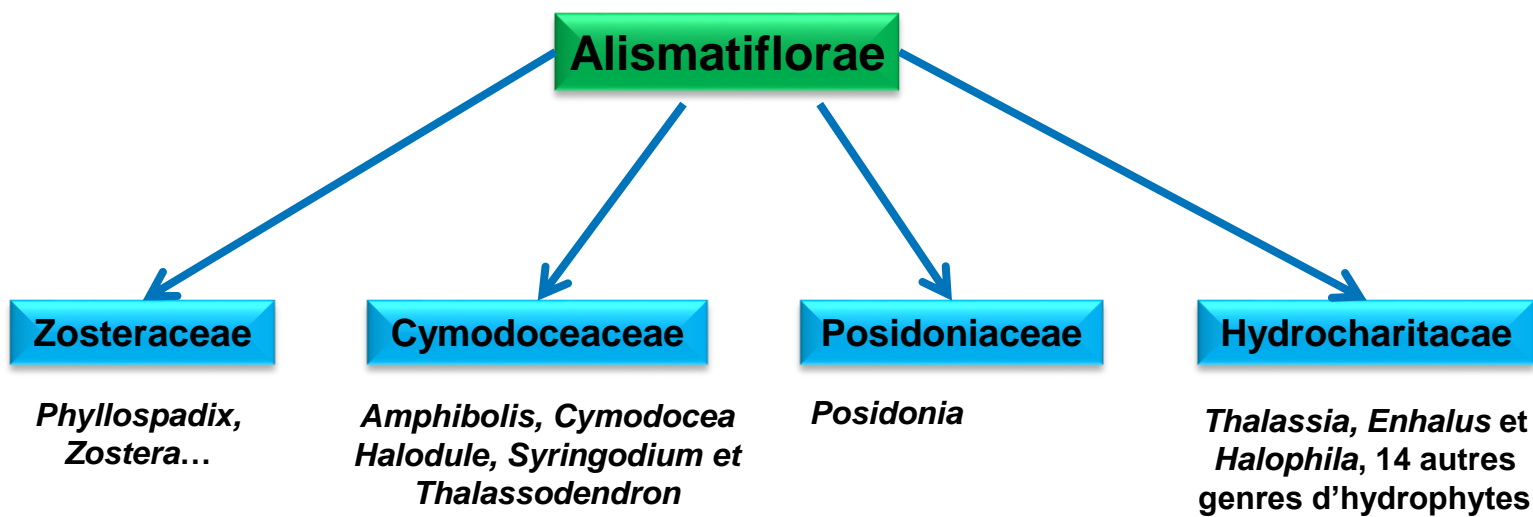 Alismatiflorae
Zosteraceae
Cymodoceaceae
Posidoniaceae
Hydrocharitacae
Phyllospadix,
Zostera…
Amphibolis, Cymodocea
Halodule, Syringodium et
Thalassodendron
Posidonia
Thalassia, Enhalus et
Halophila, 14 autres
genres d’hydrophytes